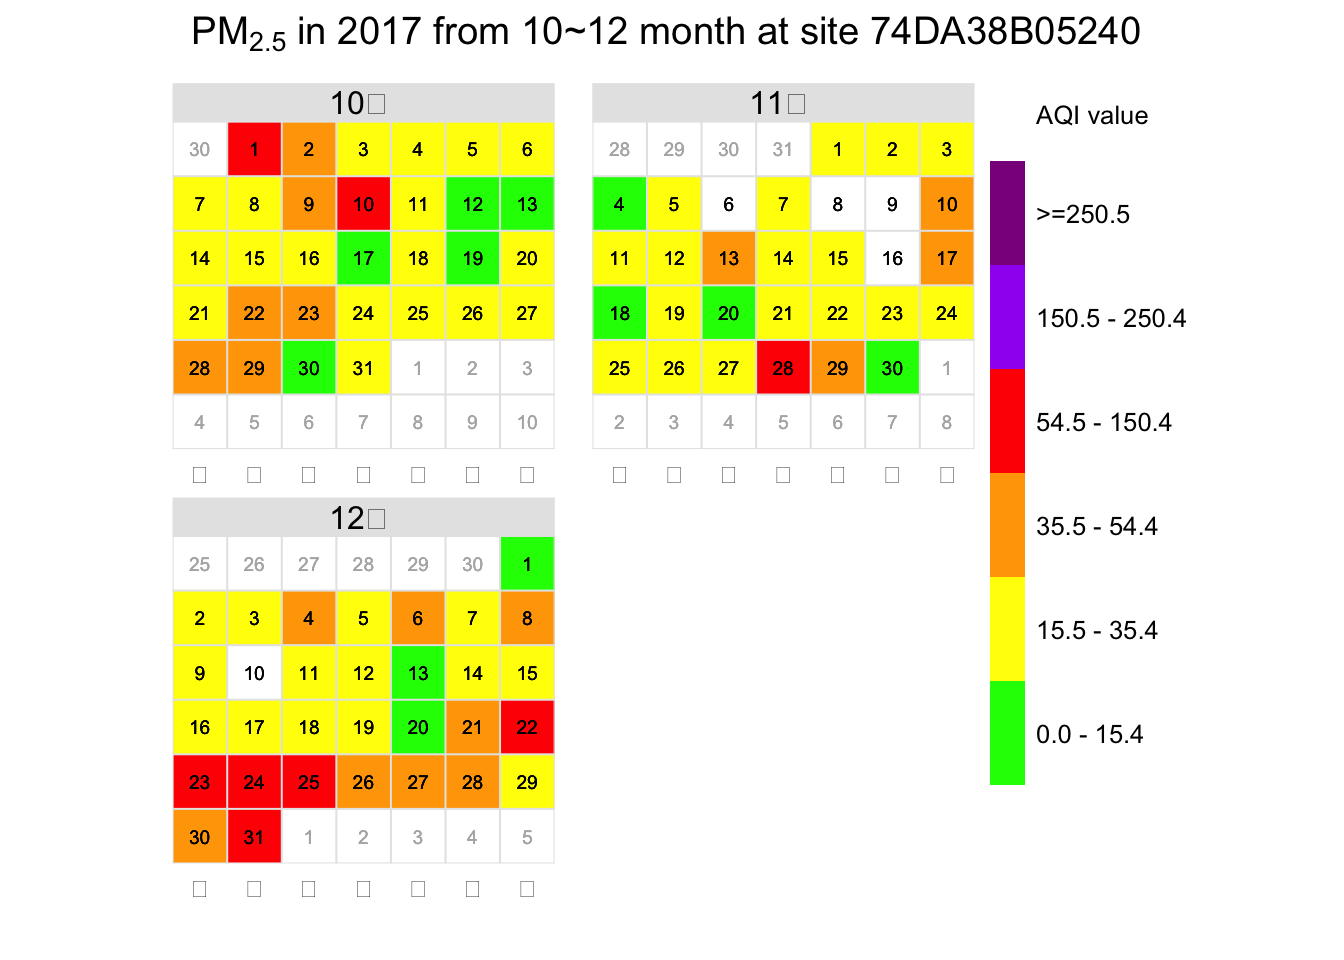 PM2.5 in 2017 from 10~12 month at site 74DA38B05240
10□
30 1 2 3 4 5 6
7 8 9 10 11 12 13
14 15 16 17 18 19 20
21 22 23 24 25 26 27
28 29 30 31 1 2 3
4 5 6 7 8 9 10
□ □ □ □ □ □ □
11□
28 29 30 31 1 2 3
4 5 6 7 8 9 10
11 12 13 14 15 16 17
18 19 20 21 22 23 24
25 26 27 28 29 30 1
2 3 4 5 6 7 8
□ □ □ □ □ □ □
12□
25 26 27 28 29 30 1
2 3 4 5 6 7 8
9 10 11 12 13 14 15
16 17 18 19 20 21 22
23 24 25 26 27 28 29
30 31 1 2 3 4 5
□ □ □ □ □ □ □
AQI value
>=250.5
150.5 - 250.4
54.5 - 150.4
35.5 - 54.4
15.5 - 35.4
0.0 - 15.4